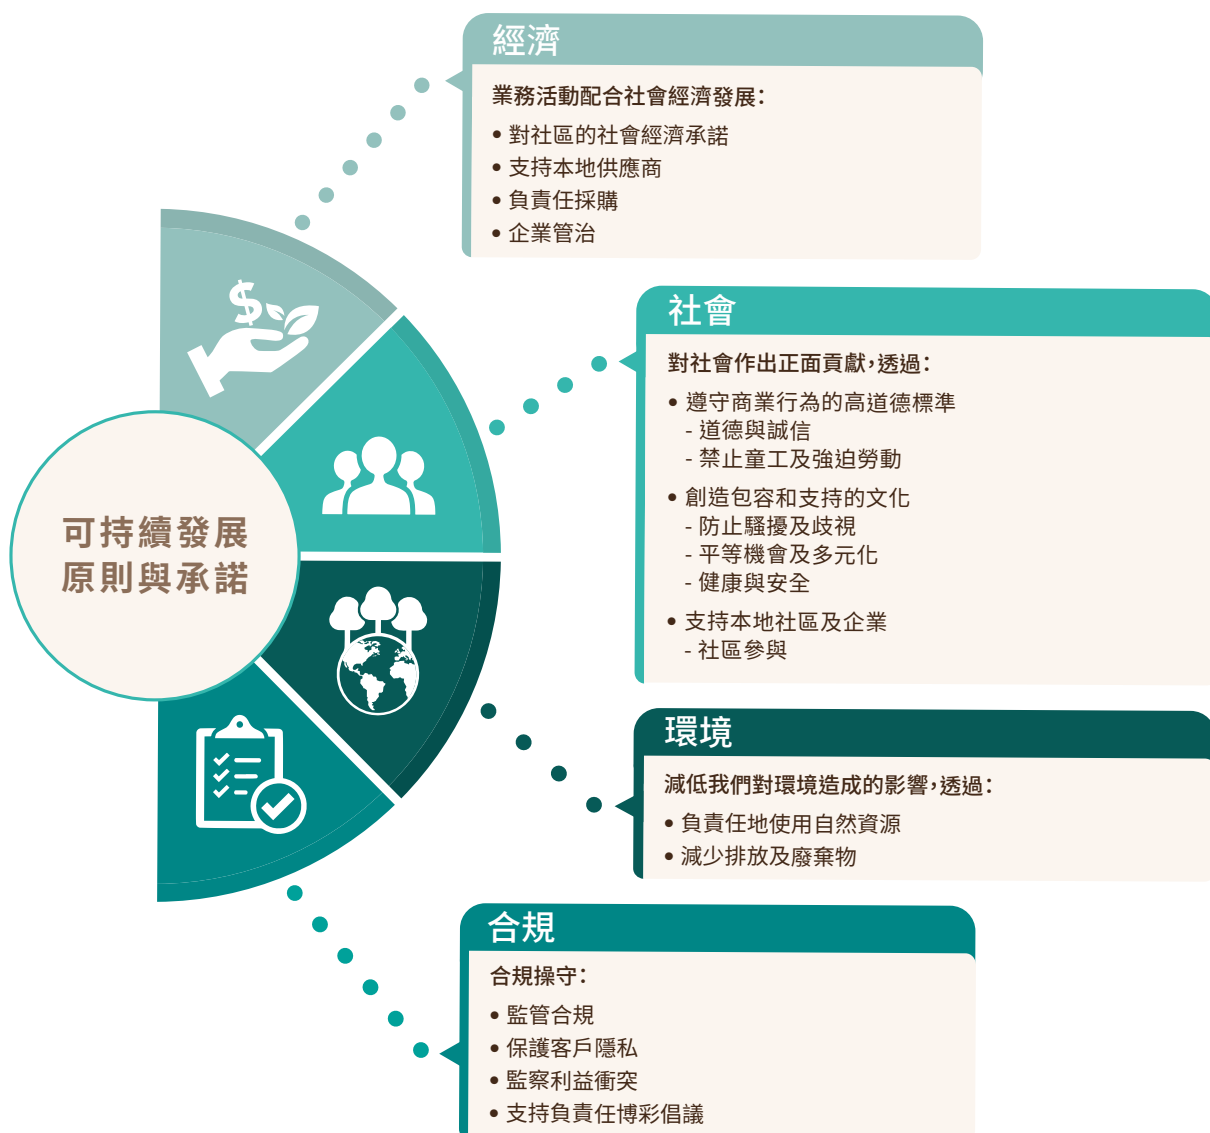 經濟
業務活動配合社會經濟發展：
• 對社區的社會經濟承諾
• 支持本地供應商
• 負責任採購
• 企業管治
社會
對社會作出正面貢獻，透過：
• 遵守商業行為的高道德標準
- 道德與誠信
- 禁止童工及強迫勞動
• 創造包容和支持的文化
- 防止騷擾及歧視
- 平等機會及多元化
- 健康與安全
• 支持本地社區及企業
- 社區參與
可持續發展
原則與承諾
環境
減低我們對環境造成的影響，透過：
• 負責任地使用自然資源
• 減少排放及廢棄物
合規
合規操守：
• 監管合規
• 保護客戶隱私
• 監察利益衝突
• 支持負責任博彩倡議